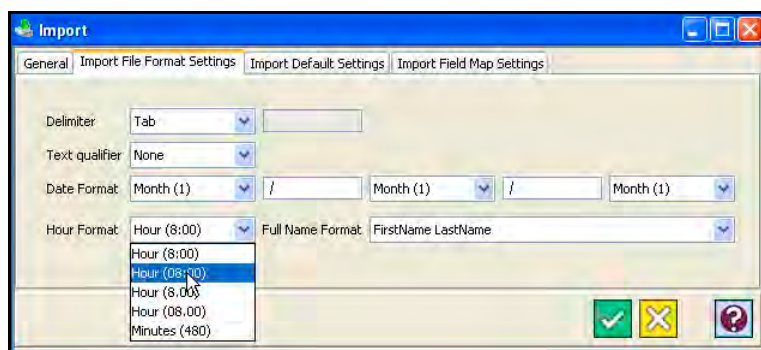 Import
General Import File Format Settings Import Default Settings Import Field Map Settings
Delimiter Tab
Text qualifier None
Date Format Month (1) / Month (1) / Month (1)
Hour Format Hour (8:00) Full Name Format FirstName LastName
Hour (8:00)
Hour (08:00)
Hour (8.00)
Hour (08.00)
Minutes (480)